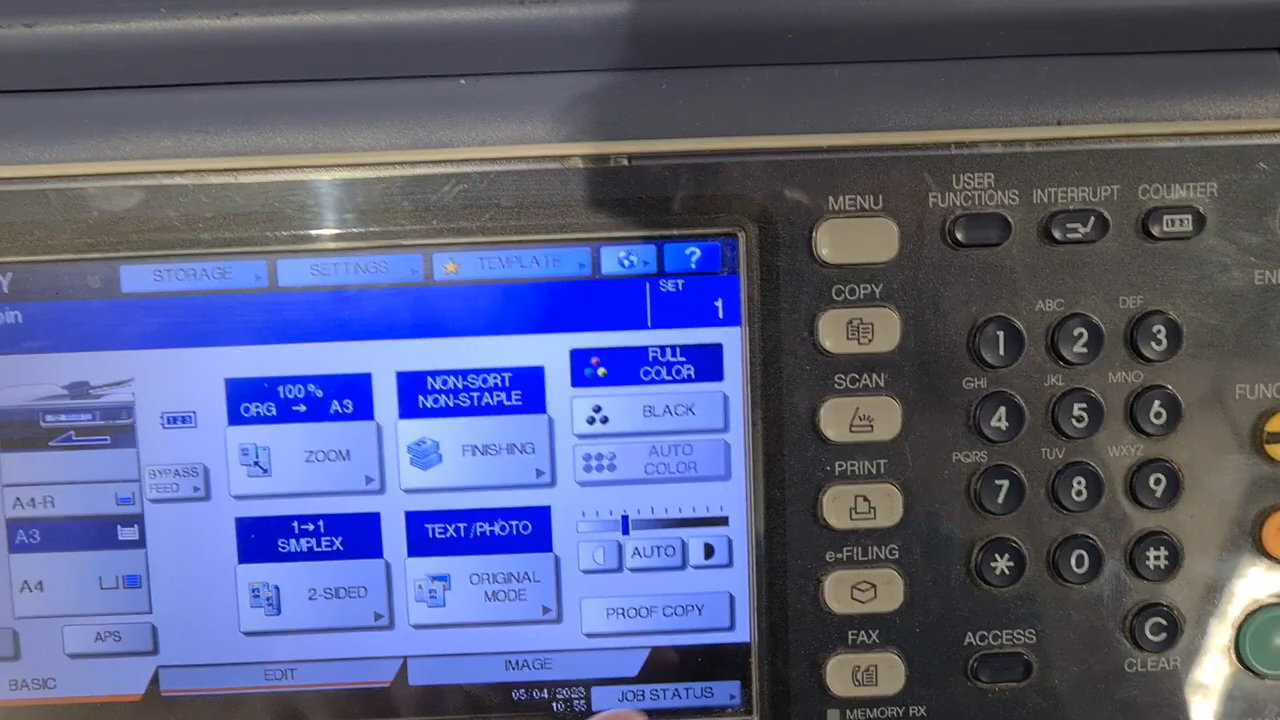 MENU
USER
FUNCTIONS
INTERRUPT
COUNTER
STORAGE
SETTINGS
TEMPLATE
?
SET
1
COPY
ABC
DEF
1
2
3
100%
ORG → A3
ZOOM
NON-SORT
NON-STAPLE
FINISHING
FULL
COLOR
BLACK
AUTO
COLOR
SCAN
GHI
JKL
MNO
4
5
6
BYPASS
FEED
A4-R
A3
A4
APS
1→1
SIMPLEX
2-SIDED
TEXT/PHOTO
ORIGINAL
MODE
AUTO
PROOF COPY
PRINT
PQRS
TUV
WXYZ
7
8
9
e-FILING
*
0
#
FAX
ACCESS
C
CLEAR
BASIC
EDIT
IMAGE
05/04/2023
10:55
JOB STATUS
MEMORY RX